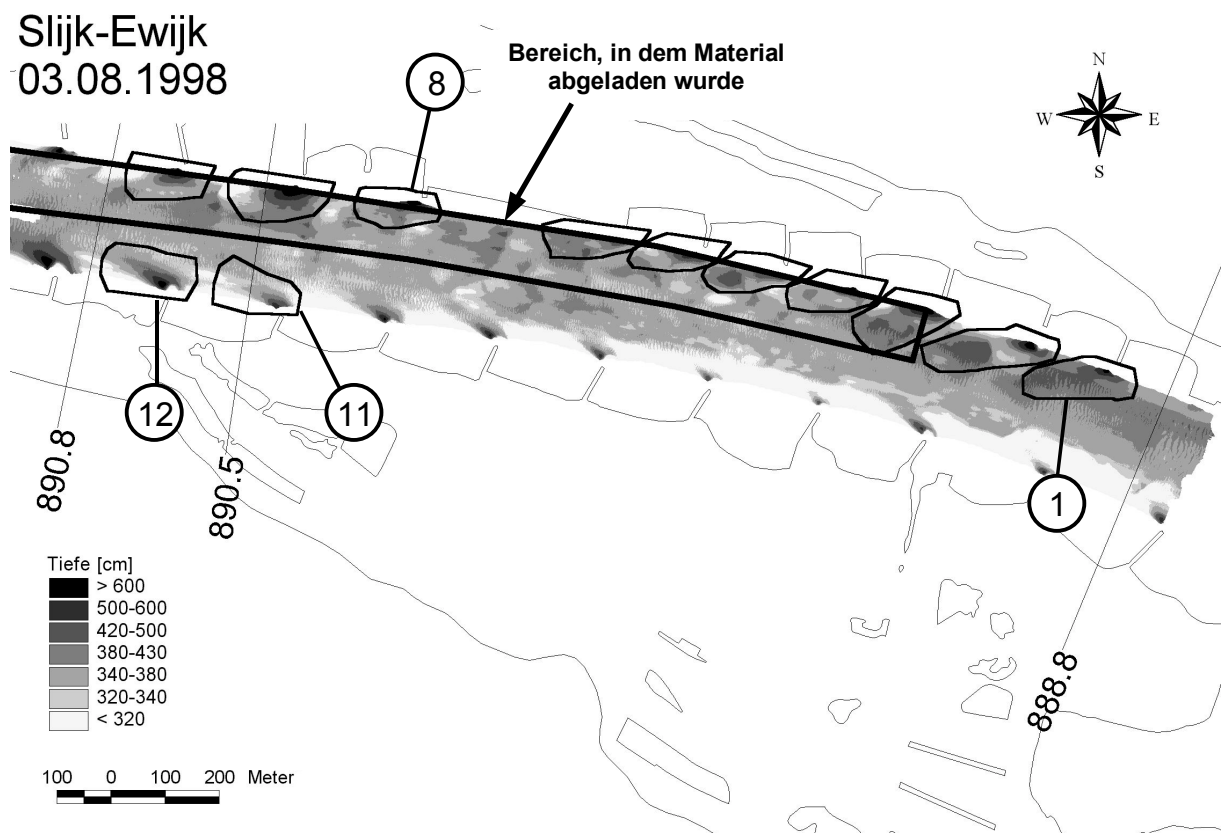 Slijk-Ewijk
03.08.1998
Bereich, in dem Material
abgeladen wurde
N
W
E
S
8
12
11
1
890.8
890.5
888.8
Tiefe [cm]
> 600
500-600
420-500
380-430
340-380
320-340
< 320
100 0 100 200 Meter